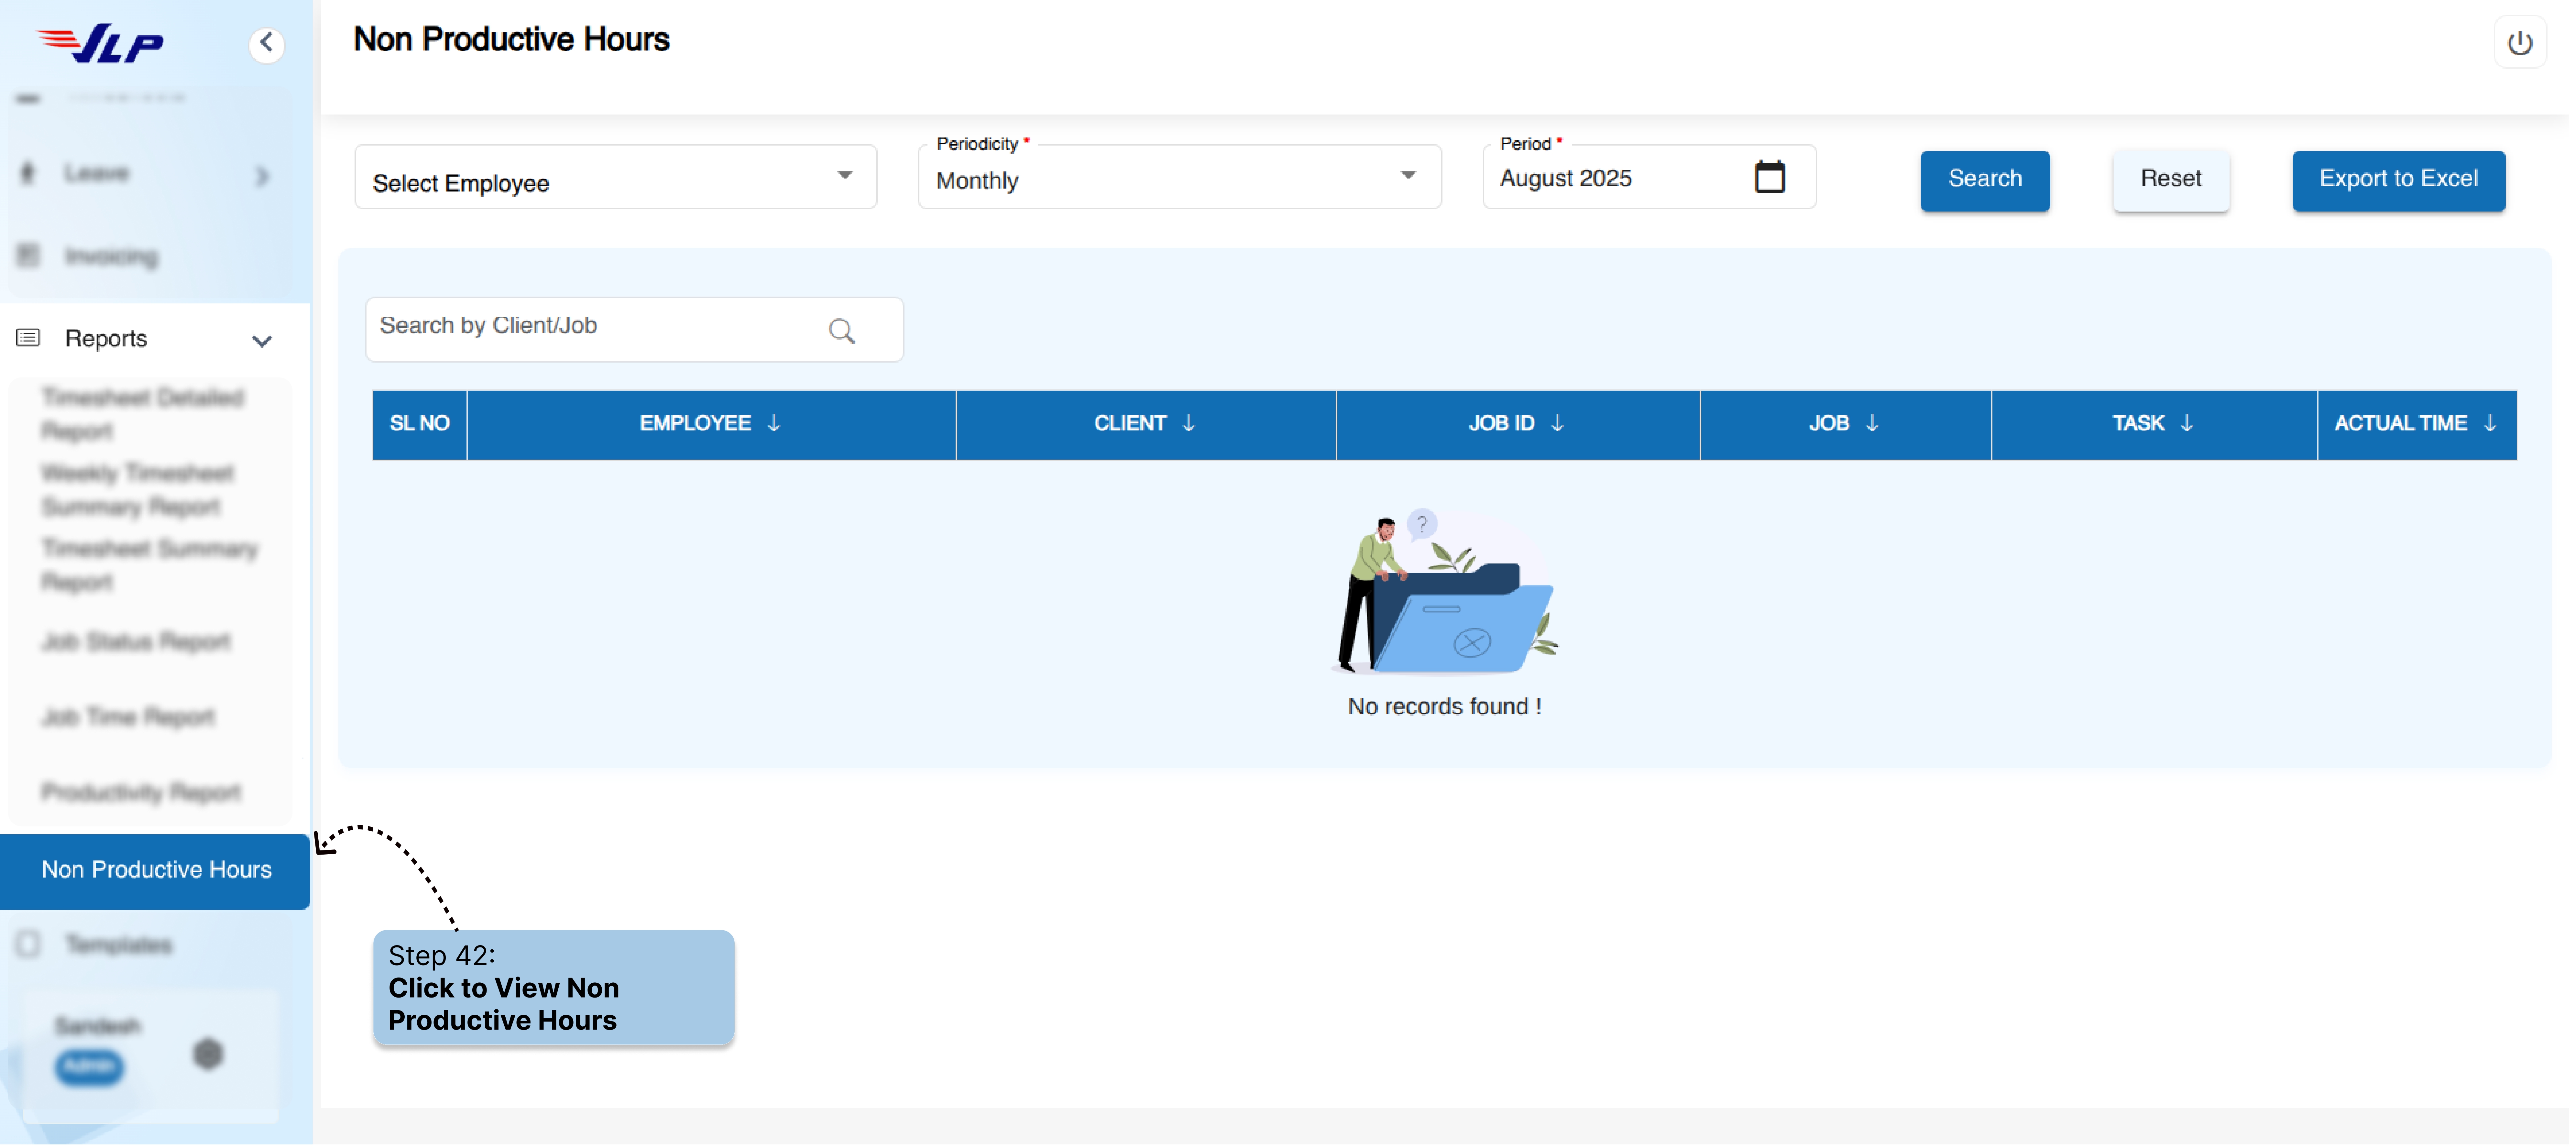 JLP
Non Productive Hours
Leave
Invoicing
Reports
Timesheet Detailed
Report
Weekly Timesheet
Summary Report
Timesheet Summary
Report
Job Status Report
Job Time Report
Productivity Report
Non Productive Hours
Templates
Sandesh
Admin
Select Employee
Periodicity *
Monthly
Period *
August 2025
Search
Reset
Export to Excel
Search by Client/Job
SL NO
EMPLOYEE ↓
CLIENT ↓
JOB ID ↓
JOB ↓
TASK ↓
ACTUAL TIME ↓
?
No records found !
Step 42:
Click to View Non
Productive Hours